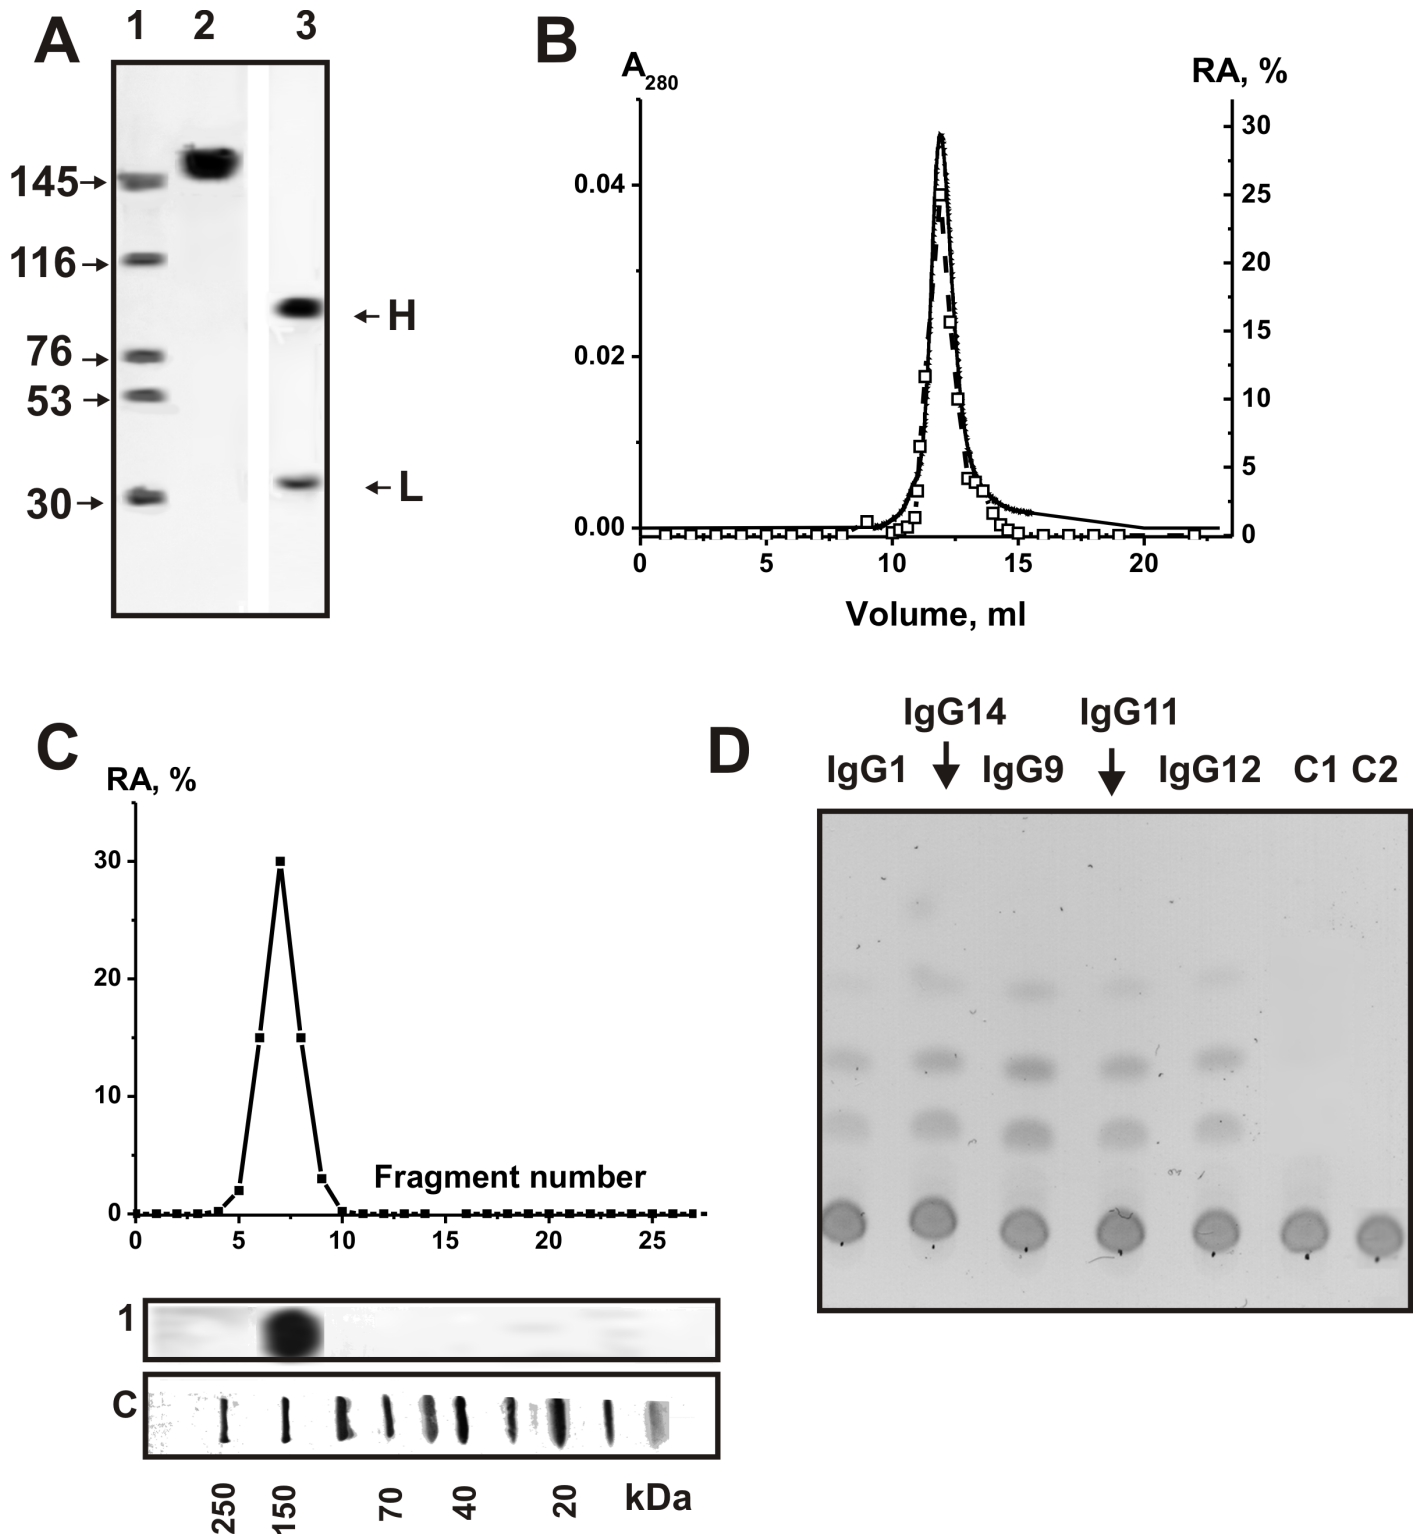 A
1 2 3
145
116
76
53
30
H
L
B
A280
RA, %
0.04
0.02
0.00
30
25
20
15
10
5
0
0 5 10 15 20
Volume, ml
C
RA, %
30
20
10
0
Fragment number
0 5 10 15 20 25
1
C
250 150 70 40 20 kDa
D
IgG14 IgG11
IgG1 IgG9 IgG12 C1 C2